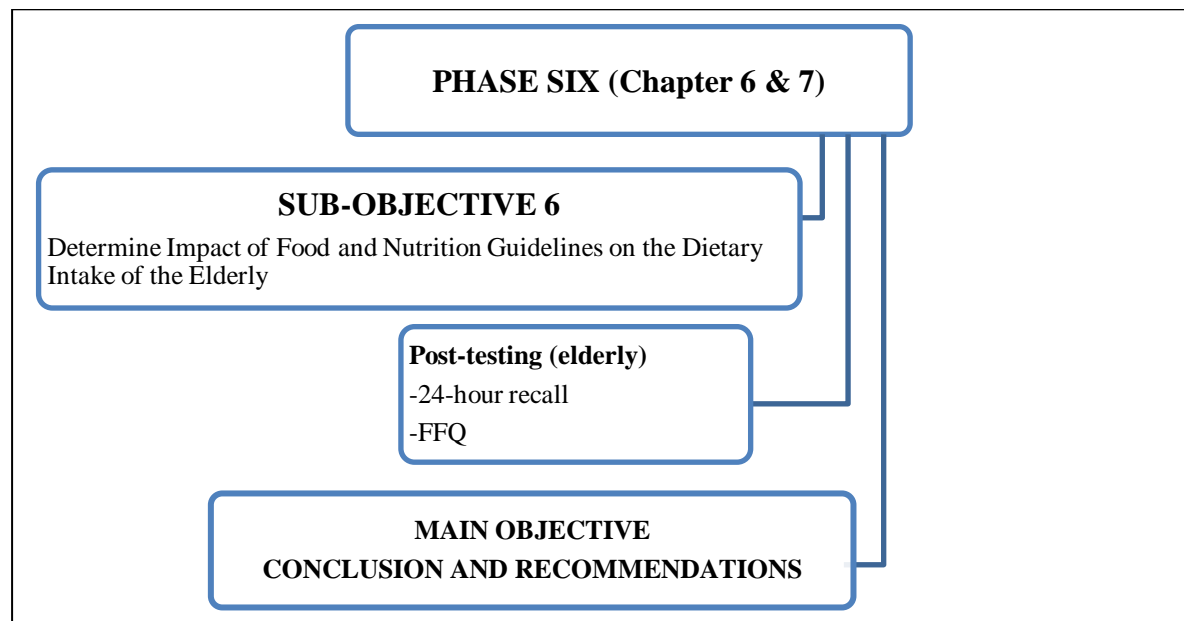 PHASE SIX (Chapter 6 & 7)
SUB-OBJECTIVE 6
Determine Impact of Food and Nutrition Guidelines on the Dietary
Intake of the Elderly
Post-testing (elderly)
-24-hour recall
-FFQ
MAIN OBJECTIVE
CONCLUSION AND RECOMMENDATIONS